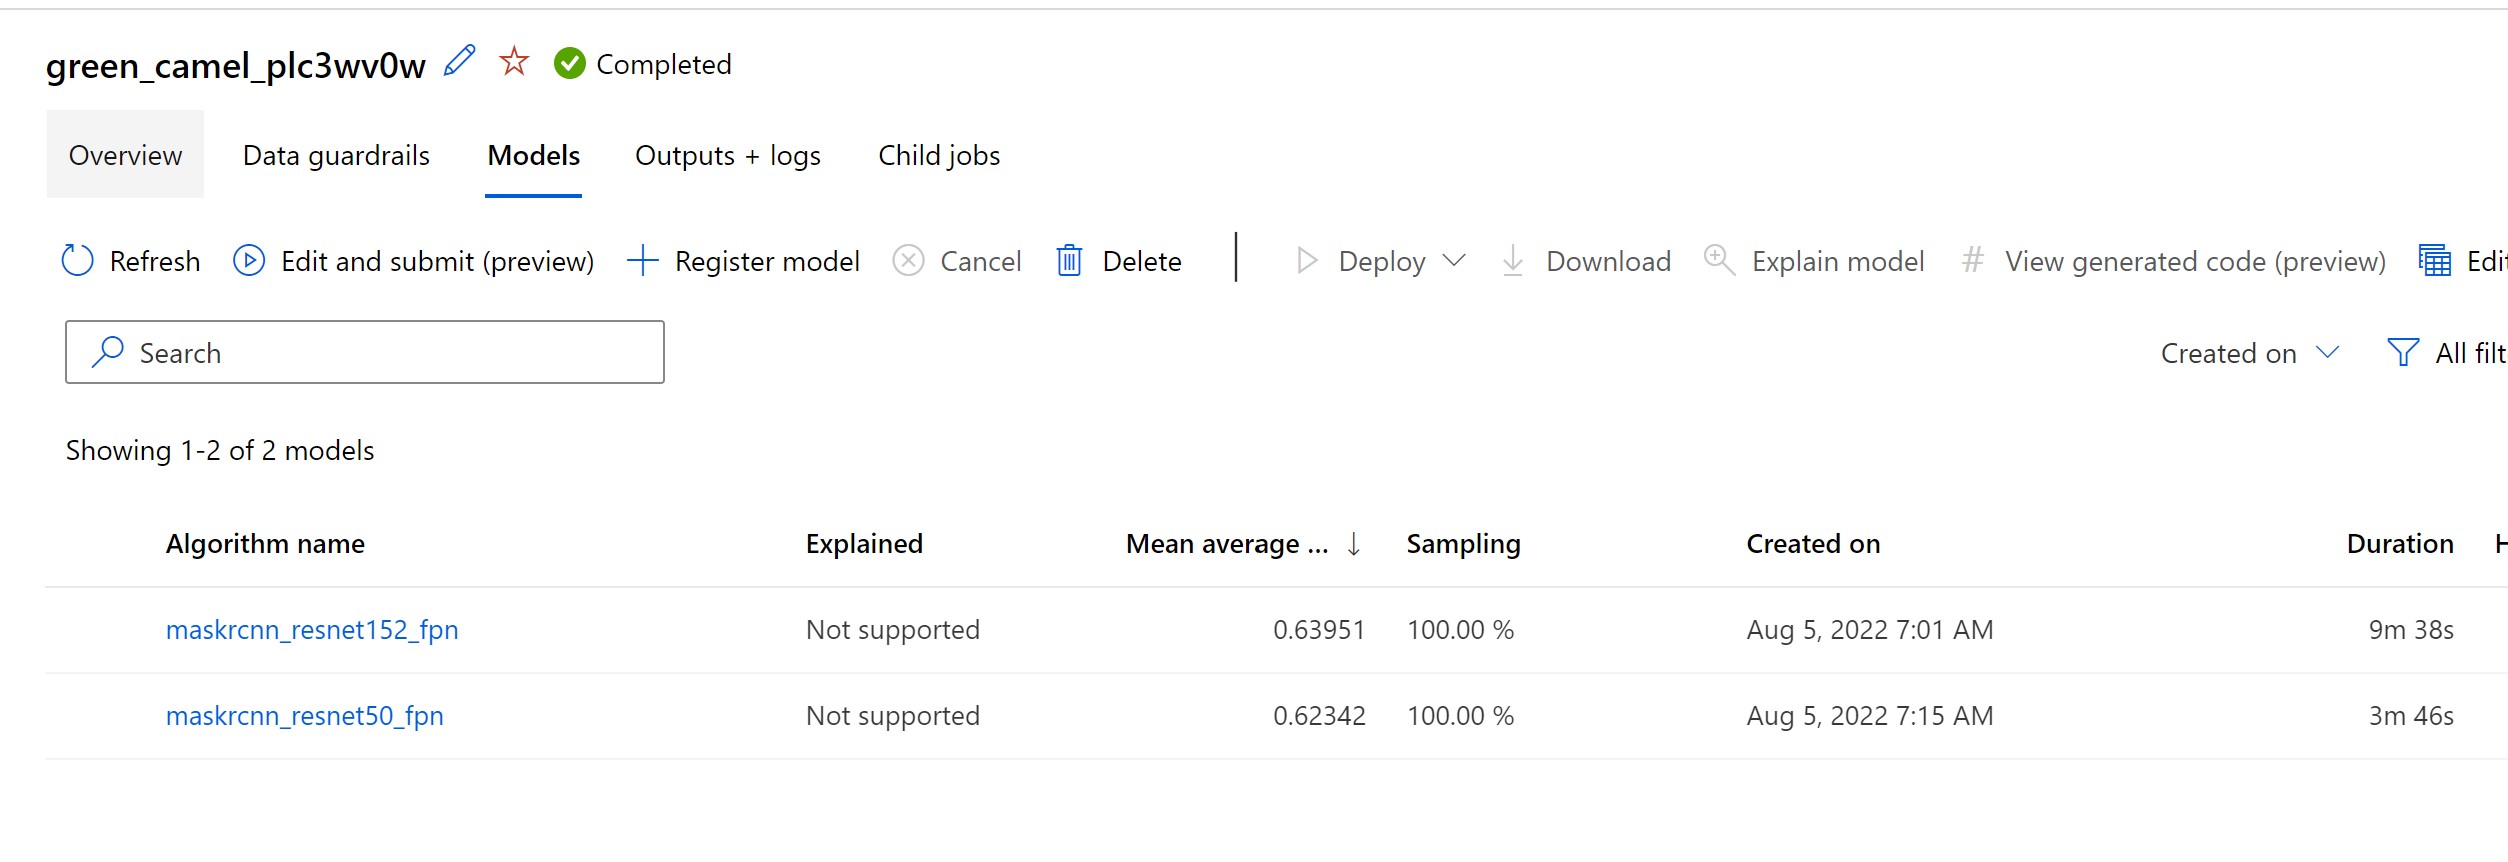 green_camel_plc3wv0w Completed
Overview Data guardrails Models Outputs + logs Child jobs
Refresh Edit and submit (preview) Register model Cancel Delete Deploy Download Explain model # View generated code (preview) Edit
Search Created on All filt
Showing 1-2 of 2 models
Algorithm name Explained Mean average ... ↓ Sampling Created on Duration H
maskrcnn_resnet152_fpn Not supported 0.63951 100.00 % Aug 5, 2022 7:01 AM 9m 38s
maskrcnn_resnet50_fpn Not supported 0.62342 100.00 % Aug 5, 2022 7:15 AM 3m 46s